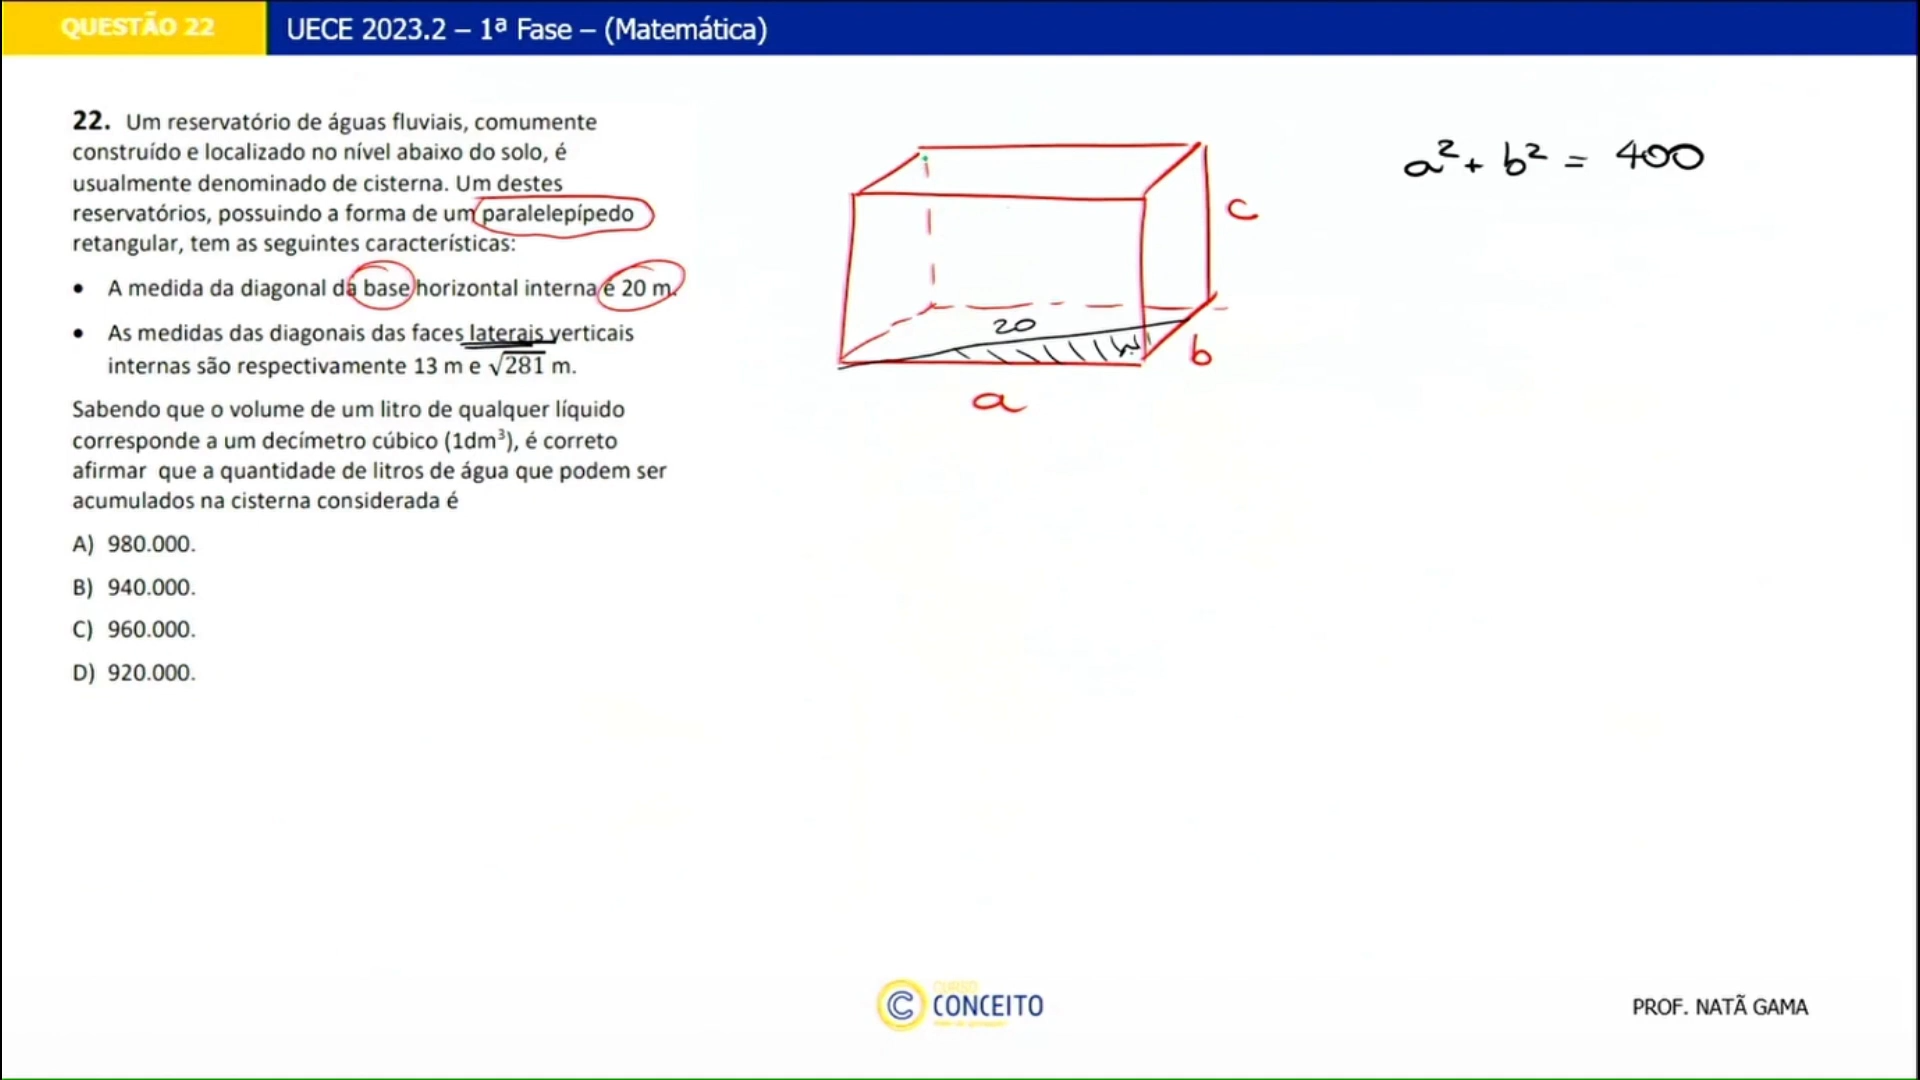 QUESTÃO 22
UECE 2023.2 – 1ª Fase – (Matemática)
22. Um reservatório de águas fluviais, comumente
construído e localizado no nível abaixo do solo, é
usualmente denominado de cisterna. Um destes
reservatórios, possuindo a forma de um paralelepípedo
retangular, tem as seguintes características:
• A medida da diagonal da base horizontal interna é 20 m.
• As medidas das diagonais das faces laterais verticais
internas são respectivamente 13 m e √281 m.
Sabendo que o volume de um litro de qualquer líquido
corresponde a um decímetro cúbico (1dm³), é correto
afirmar que a quantidade de litros de água que podem ser
acumulados na cisterna considerada é
A) 980.000.
B) 940.000.
C) 960.000.
D) 920.000.
c
20
b
a
a² + b² = 400
CURSO
CONCEITO
PROF. NATÃ GAMA